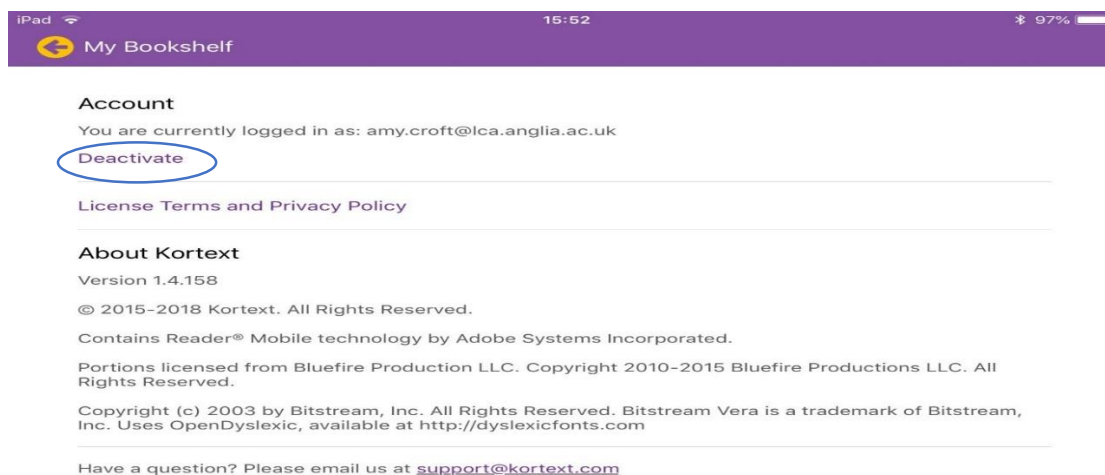 iPad 15:52 97%
My Bookshelf
Account
You are currently logged in as: amy.croft@lca.anglia.ac.uk
Deactivate
License Terms and Privacy Policy
About Kortext
Version 1.4.158
© 2015-2018 Kortext. All Rights Reserved.
Contains Reader® Mobile technology by Adobe Systems Incorporated.
Portions licensed from Bluefire Production LLC. Copyright 2010-2015 Bluefire Productions LLC. All
Rights Reserved.
Copyright (c) 2003 by Bitstream, Inc. All Rights Reserved. Bitstream Vera is a trademark of Bitstream,
Inc. Uses OpenDyslexic, available at http://dyslexicfonts.com
Have a question? Please email us at support@kortext.com